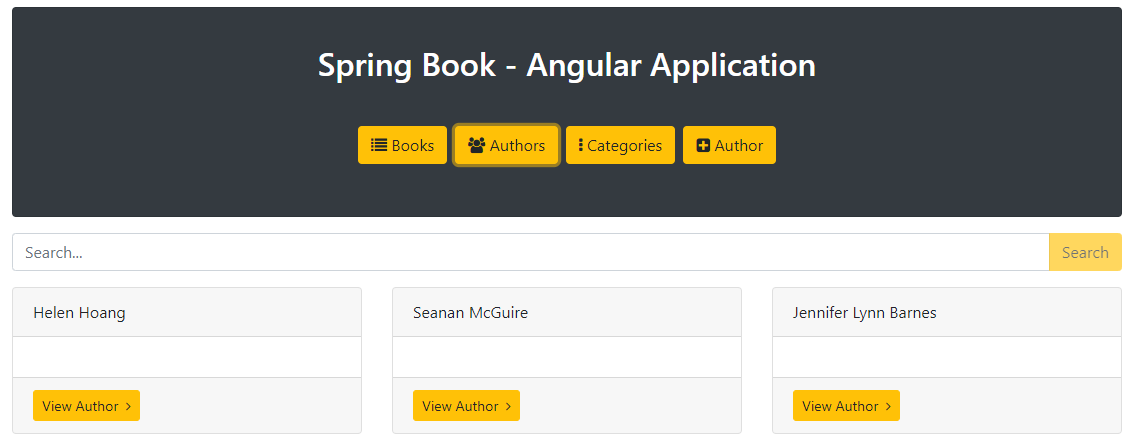 Spring Book - Angular Application
Books Authors Categories Author
Search... Search
Helen Hoang Seanan McGuire Jennifer Lynn Barnes
View Author View Author View Author